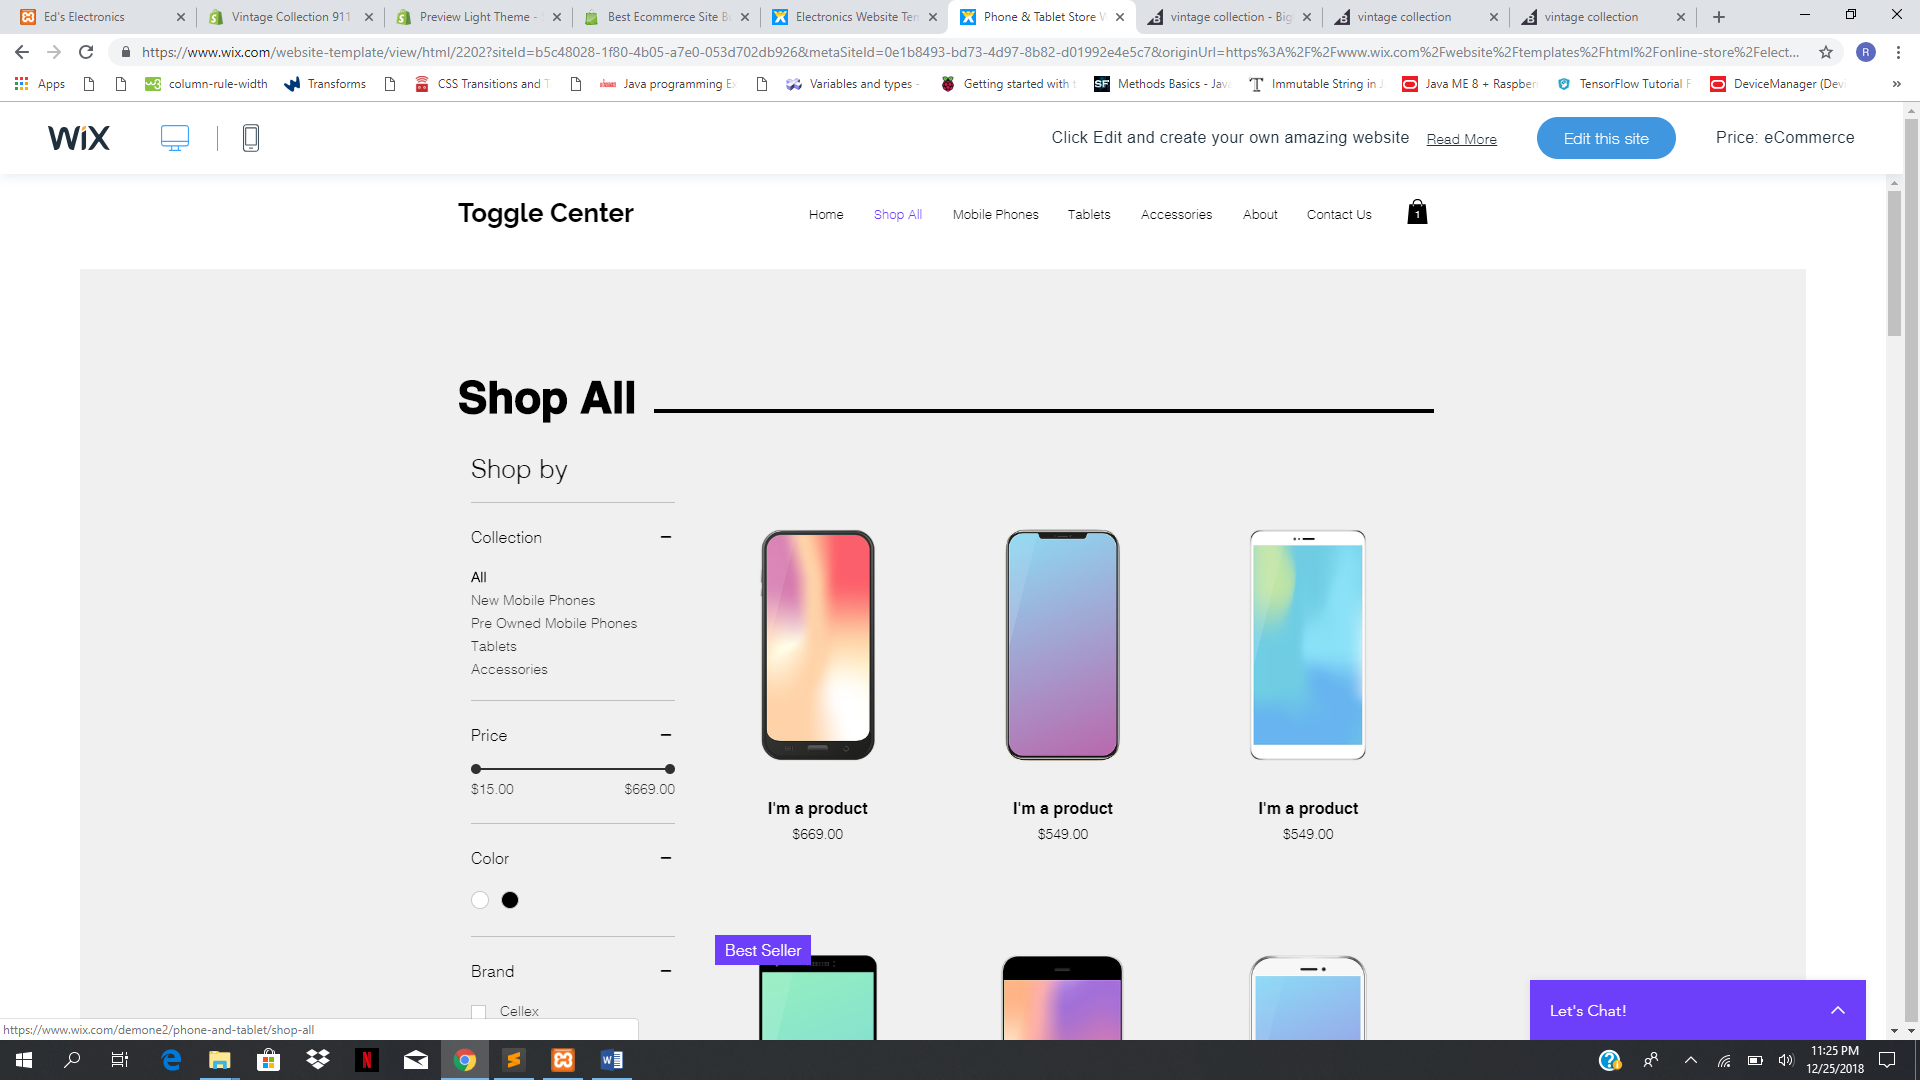 Ed's Electronics
Vintage Collection 911
Preview Light Theme -
Best Ecommerce Site Bu
Electronics Website Tem
Phone & Tablet Store W
vintage collection - Big
vintage collection
vintage collection
https://www.wix.com/website-template/view/html/2202?siteId=b5c48028-1f80-4b05-a7e0-053d702db926&metaSiteId=0e1b8493-bd73-4d97-8b82-d01992e4e5c7&originUrl=https%3A%2F%2Fwww.wix.com%2Fwebsite%2Ftemplates%2Fhtml%2Fonline-store%2Felect...
R
Apps
column-rule-width
Transforms
CSS Transitions and T
Java programming Ex
Variables and types -
Getting started with t
SF Methods Basics - Java
Immutable String in J
Java ME 8 + Raspberr
TensorFlow Tutorial F
DeviceManager (Devi
»
WiX
Click Edit and create your own amazing website
Read More
Edit this site
Price: eCommerce
Toggle Center
Home
Shop All
Mobile Phones
Tablets
Accessories
About
Contact Us
1
Shop All
Shop by
Collection
All
New Mobile Phones
Pre Owned Mobile Phones
Tablets
Accessories
Price
$15.00
$669.00
Color
Brand
Cellex
I'm a product
$669.00
I'm a product
$549.00
I'm a product
$549.00
Best Seller
Let's Chat!
https://www.wix.com/demone2/phone-and-tablet/shop-all
11:25 PM
12/25/2018